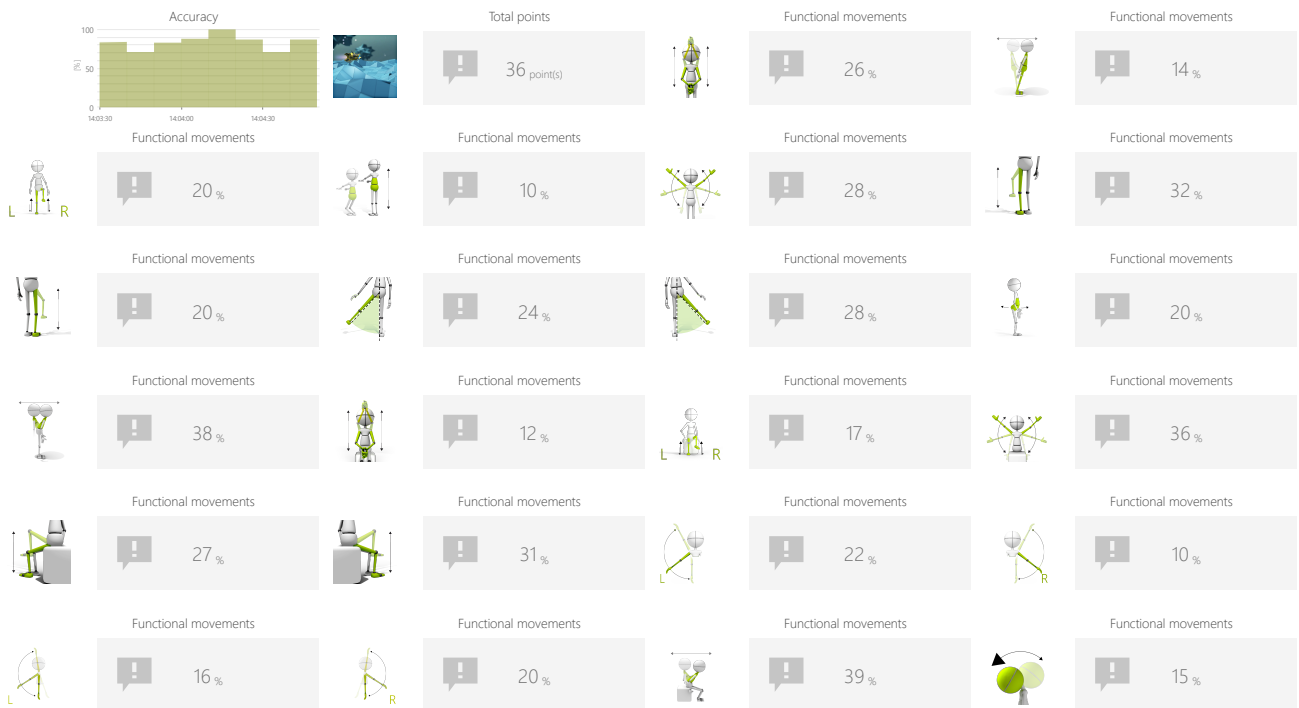 Accuracy
Total points
Functional movements
Functional movements
100
50
0
[%]
14:03:30
14:04:00
14:04:30
36 point(s)
26 %
14 %
Functional movements
Functional movements
Functional movements
Functional movements
L R
20 %
10 %
28 %
32 %
Functional movements
Functional movements
Functional movements
Functional movements
20 %
24 %
28 %
20 %
Functional movements
Functional movements
Functional movements
Functional movements
38 %
12 %
L R
17 %
36 %
Functional movements
Functional movements
Functional movements
Functional movements
27 %
31 %
L
22 %
R
10 %
Functional movements
Functional movements
Functional movements
Functional movements
L
16 %
R
20 %
39 %
15 %